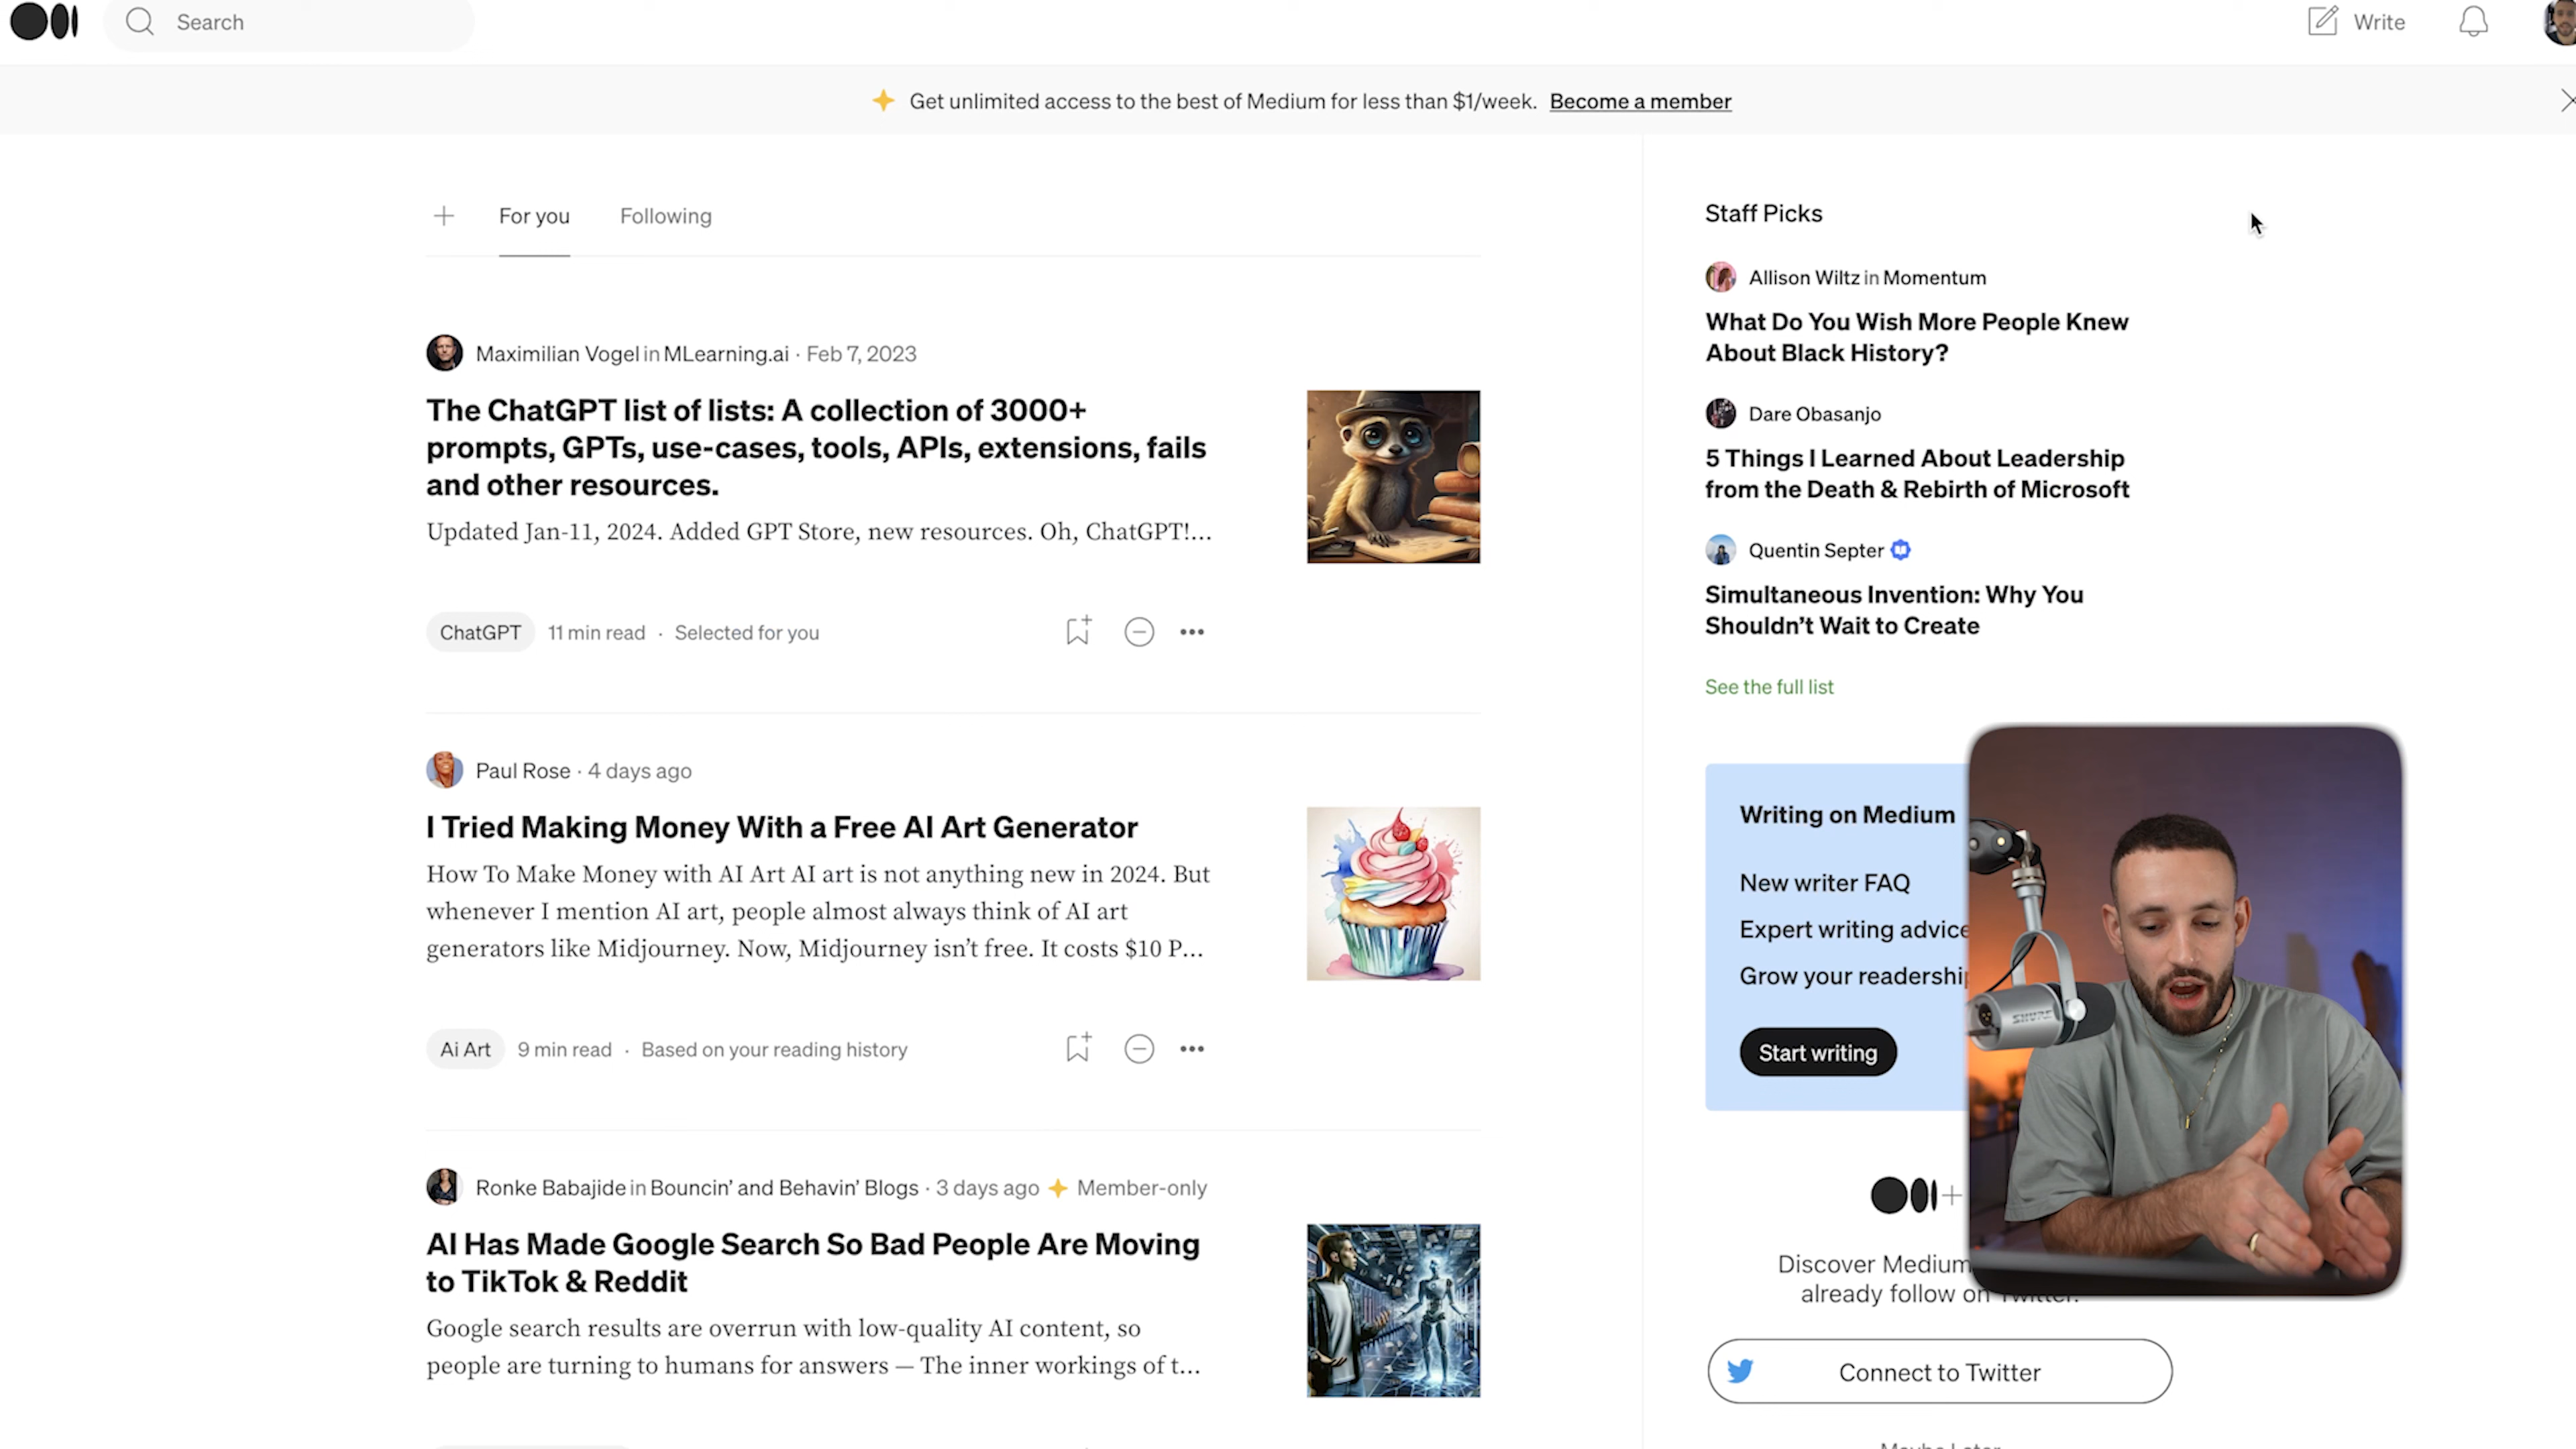 Search
Write
Get unlimited access to the best of Medium for less than $1/week. Become a member
For you
Following
Maximilian Vogel in MLearning.ai · Feb 7, 2023
The ChatGPT list of lists: A collection of 3000+
prompts, GPTs, use-cases, tools, APIs, extensions, fails
and other resources.
Updated Jan-11, 2024. Added GPT Store, new resources. Oh, ChatGPT!...
ChatGPT
11 min read · Selected for you
Paul Rose · 4 days ago
I Tried Making Money With a Free AI Art Generator
How To Make Money with AI Art AI art is not anything new in 2024. But
whenever I mention AI art, people almost always think of AI art
generators like Midjourney. Now, Midjourney isn’t free. It costs $10 P...
Ai Art
9 min read · Based on your reading history
Ronke Babajide in Bouncin’ and Behavin’ Blogs · 3 days ago
Member-only
AI Has Made Google Search So Bad People Are Moving
to TikTok & Reddit
Google search results are overrun with low-quality AI content, so
people are turning to humans for answers — The inner workings of t...
Staff Picks
Allison Wiltz in Momentum
What Do You Wish More People Knew
About Black History?
Dare Obasanjo
5 Things I Learned About Leadership
from the Death & Rebirth of Microsoft
Quentin Septer
Simultaneous Invention: Why You
Shouldn’t Wait to Create
See the full list
Writing on Medium
New writer FAQ
Expert writing advice
Grow your readership
Start writing
SHURE
Discover Medium
already follow on Twitter.
Connect to Twitter